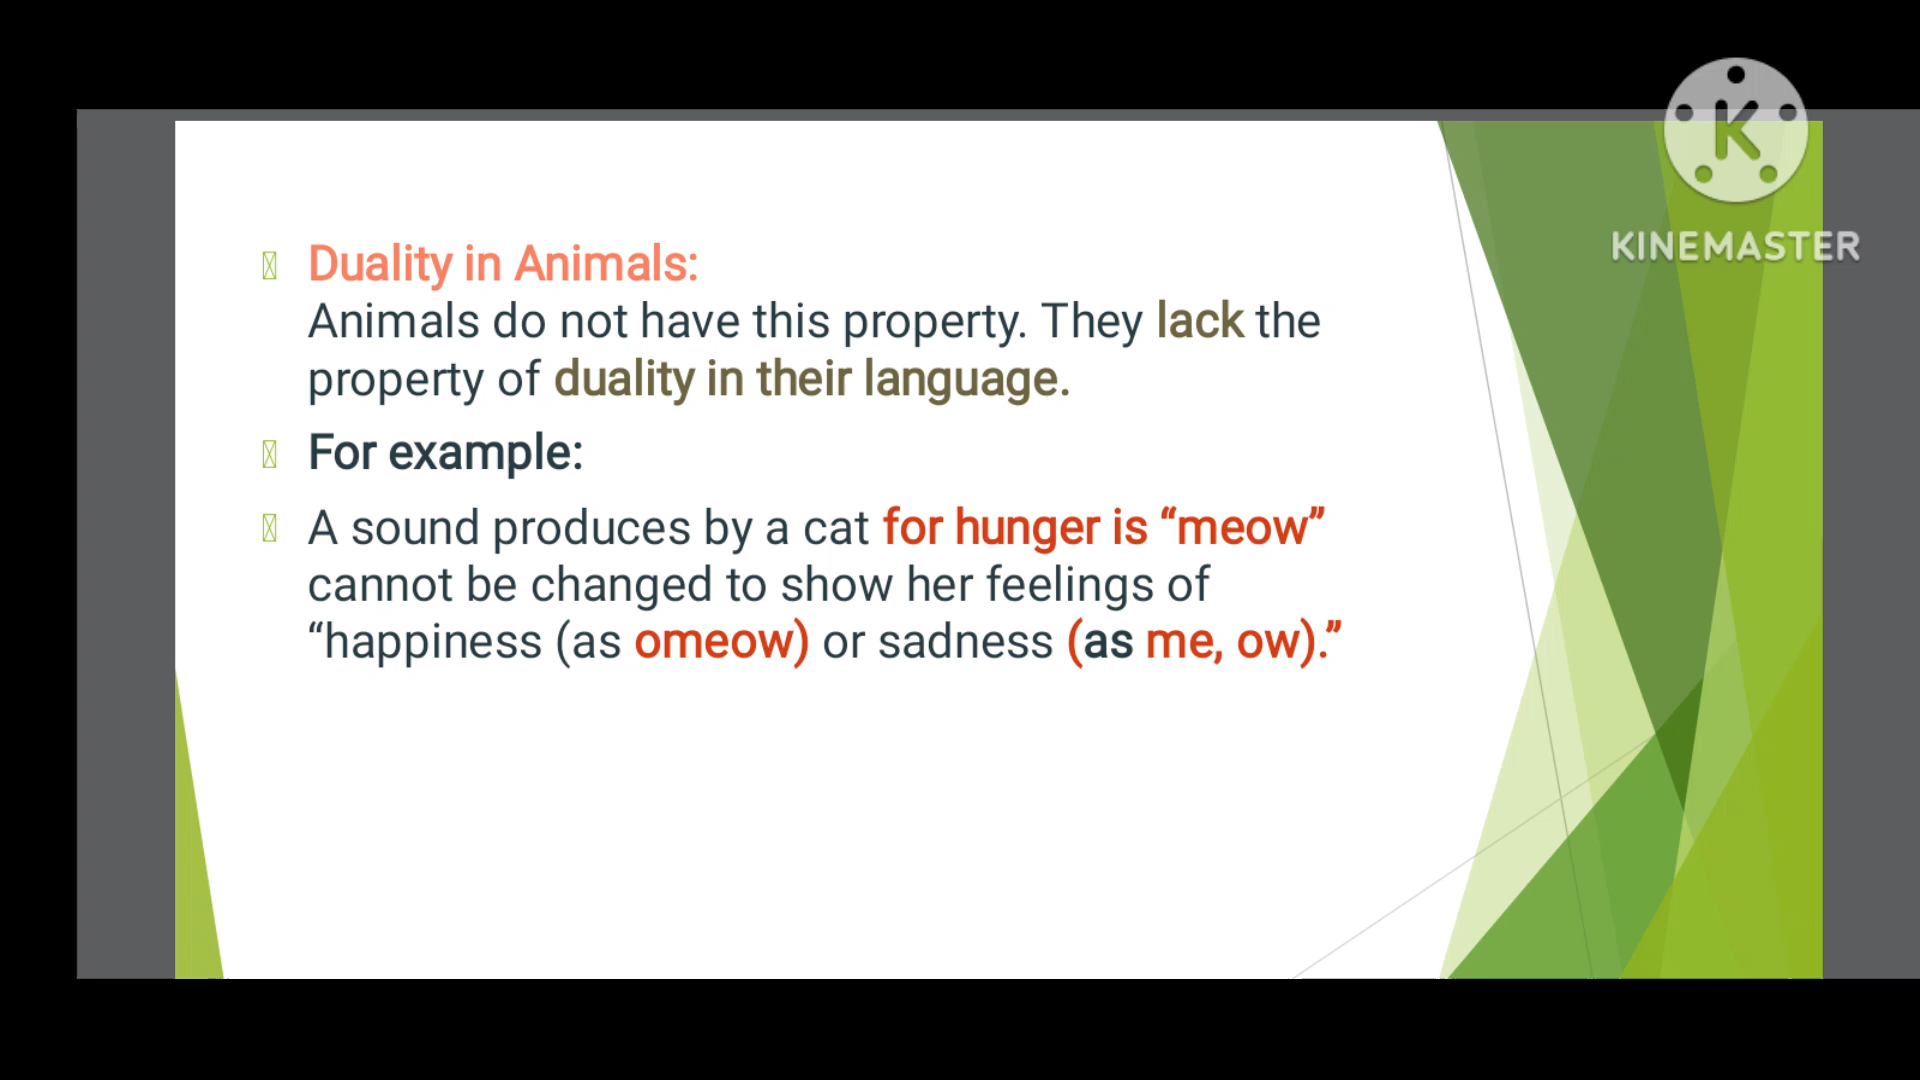 KINEMASTER
Duality in Animals:
Animals do not have this property. They lack the
property of duality in their language.
For example:
A sound produces by a cat for hunger is “meow”
cannot be changed to show her feelings of
“happiness (as omeow) or sadness (as me, ow).”